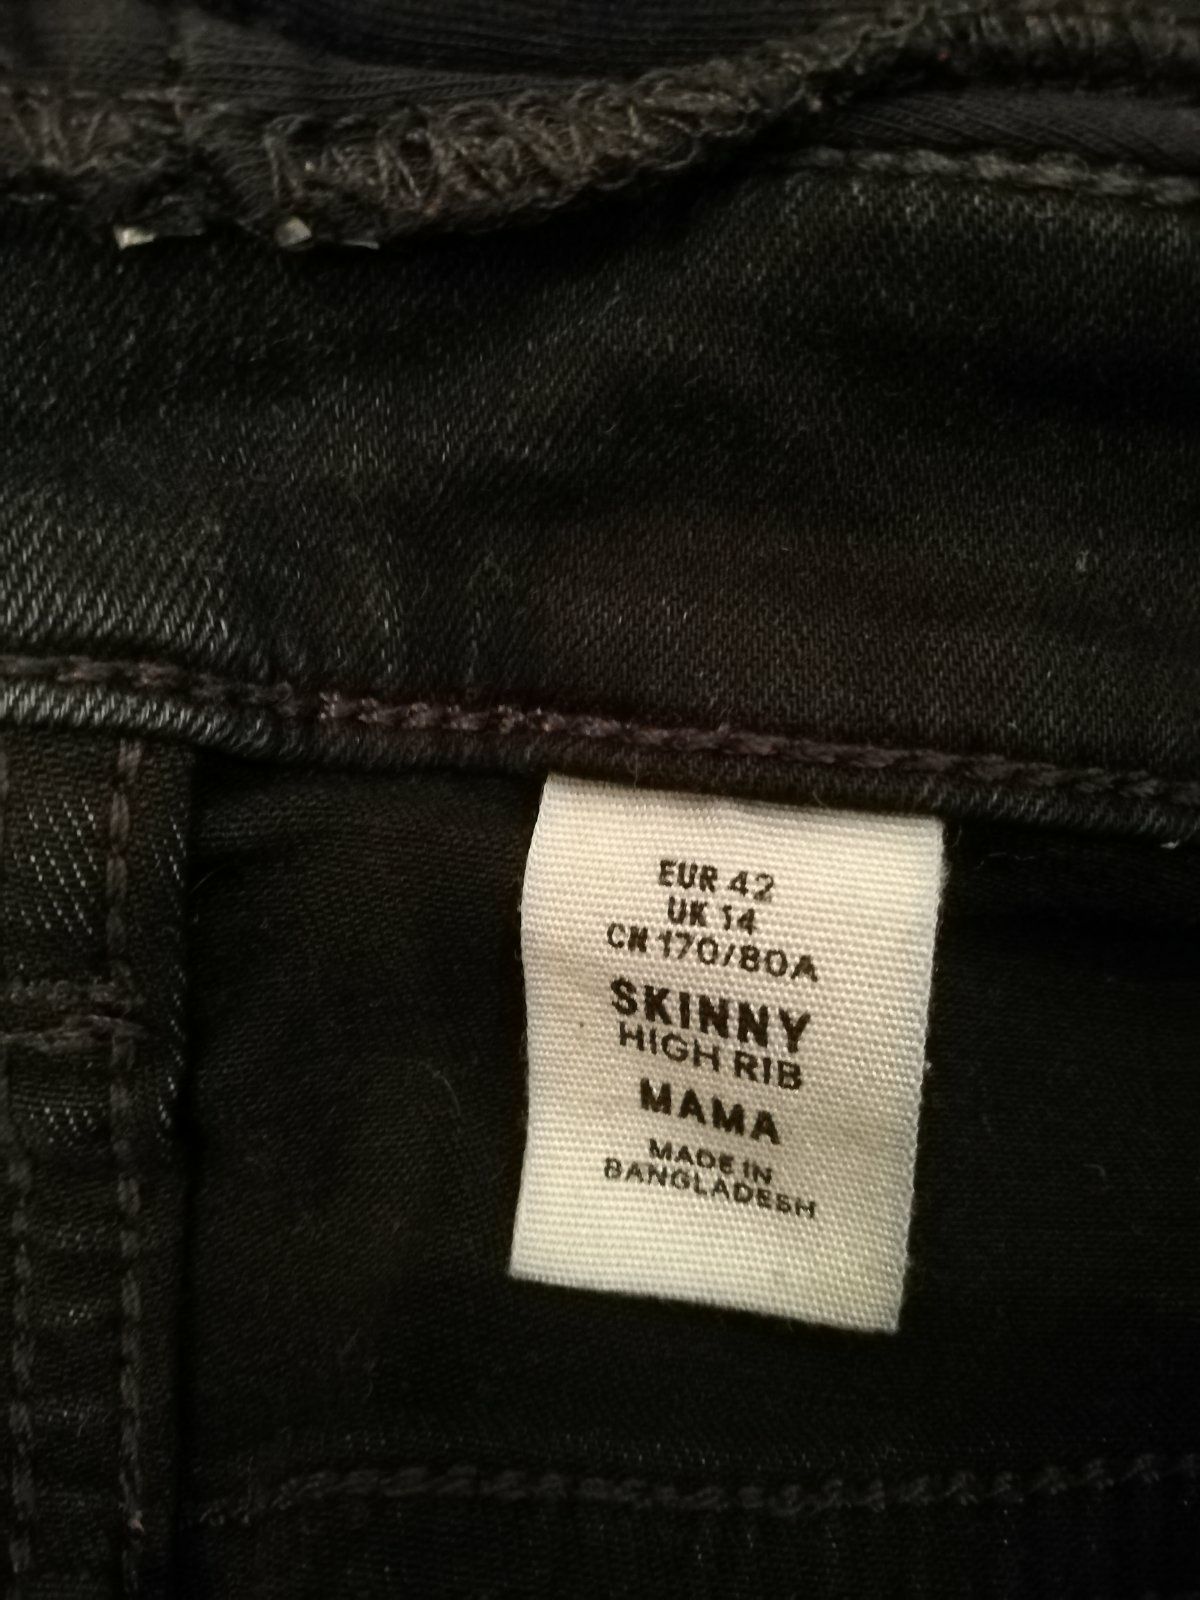 EUR 42
UK 14
CN 170/80A
SKINNY
HIGH RIB
MAMA
MADE IN
BANGLADESH